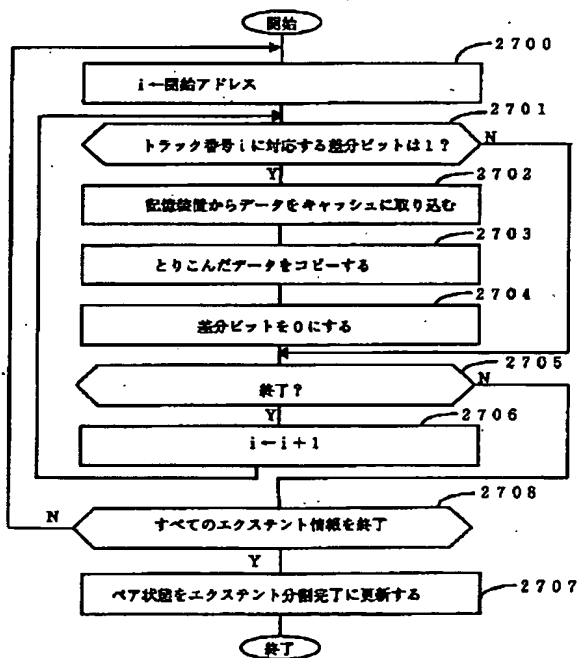 開始
2700
i←開始アドレス
2701
トラック番号iに対応する差分ビットは1?
N
Y
2702
記憶装置からデータをキャッシュに取り込む
2703
とりこんだデータをコピーする
2704
差分ビットを0にする
2705
終了?
N
Y
2706
i←i+1
2708
N
すべてのエクステント情報を終了
Y
ペア状態をエクステント分割完了に更新する
2707
終了